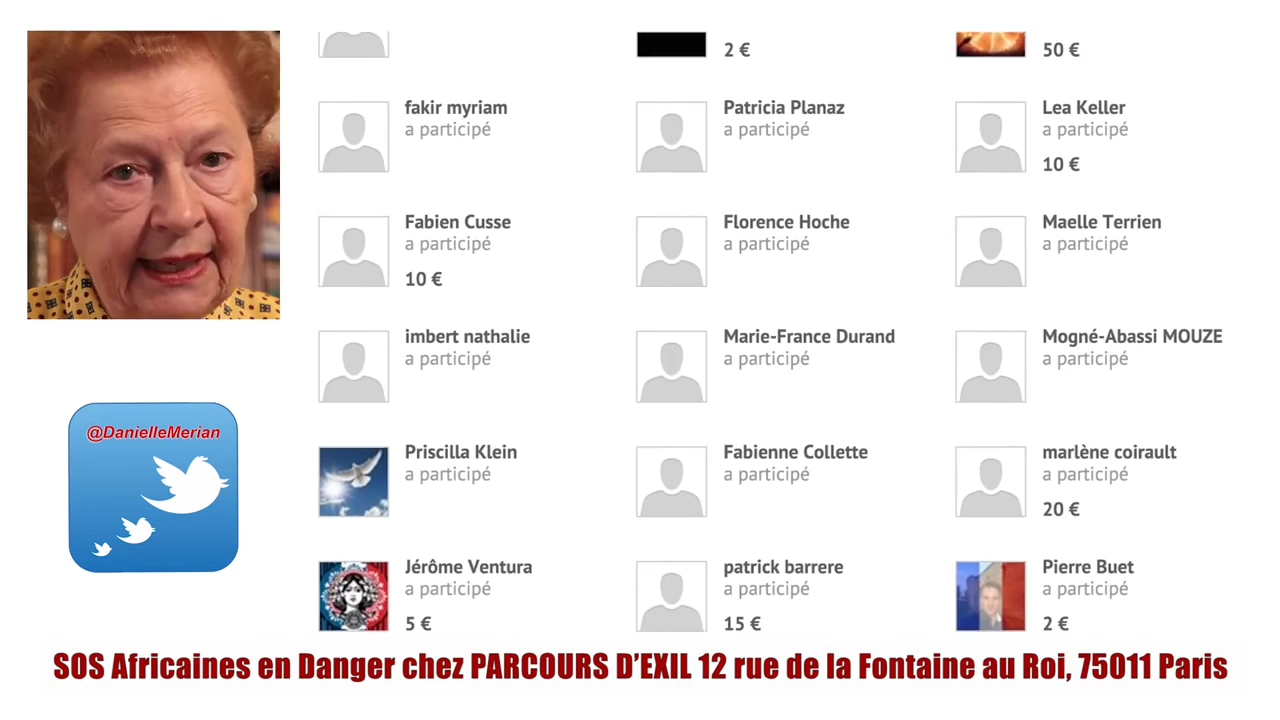 2 €
50 €
fakir myriam
a participé
Patricia Planaz
a participé
Lea Keller
a participé
10 €
Fabien Cusse
a participé
10 €
Florence Hoche
a participé
Maelle Terrien
a participé
imbert nathalie
a participé
Marie-France Durand
a participé
Mogné-Abassi MOUZE
a participé
@DanielleMerian
Priscilla Klein
a participé
Fabienne Collette
a participé
marlène coirault
a participé
20 €
Jérôme Ventura
a participé
5 €
patrick barrere
a participé
15 €
Pierre Buet
a participé
2 €
SOS Africaines en Danger chez PARCOURS D'EXIL 12 rue de la Fontaine au Roi, 75011 Paris